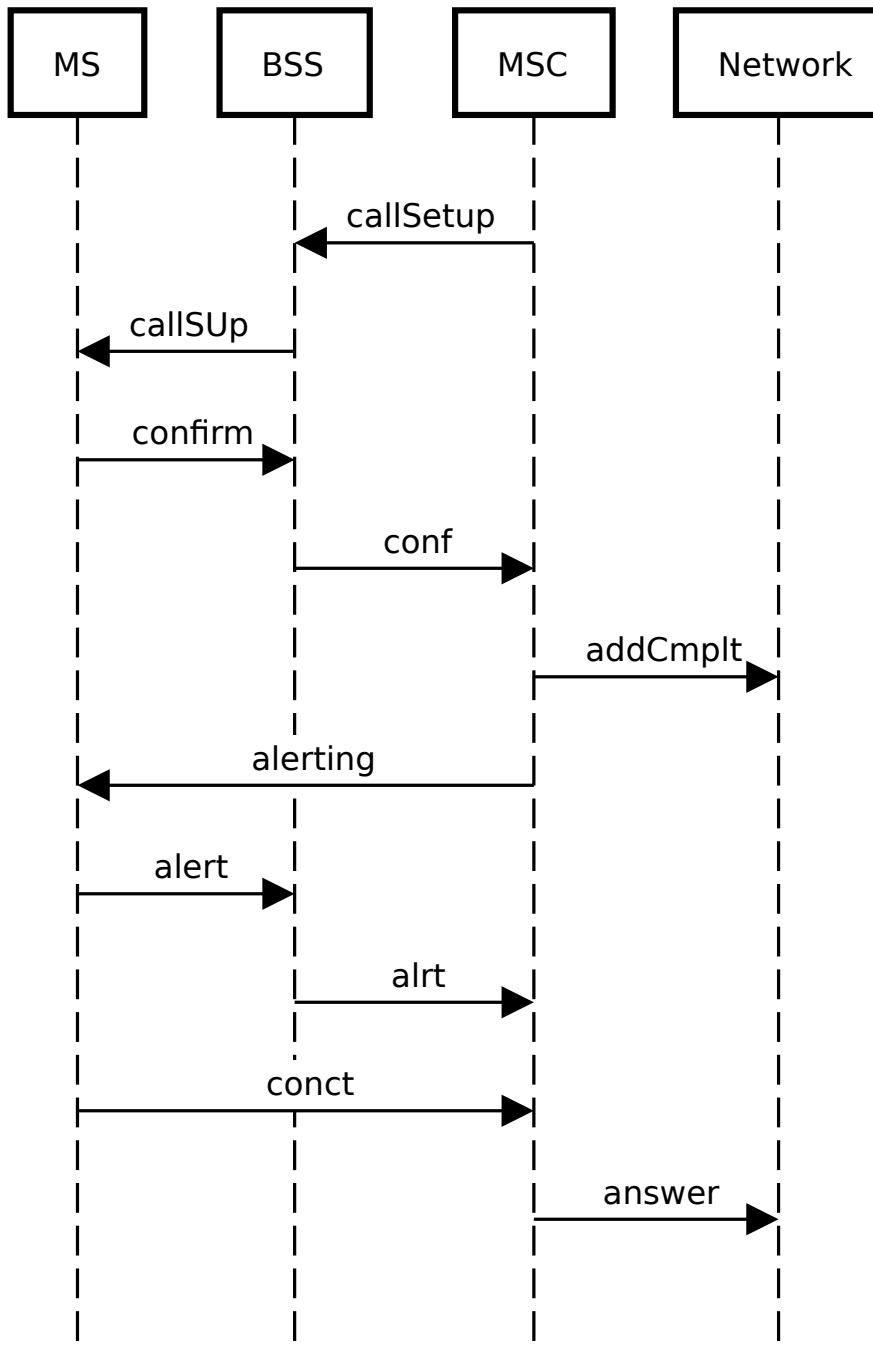 MS BSS MSC Network
callSetup
callSUp
confirm
conf
addCmplt
alerting
alert
alrt
conct
answer